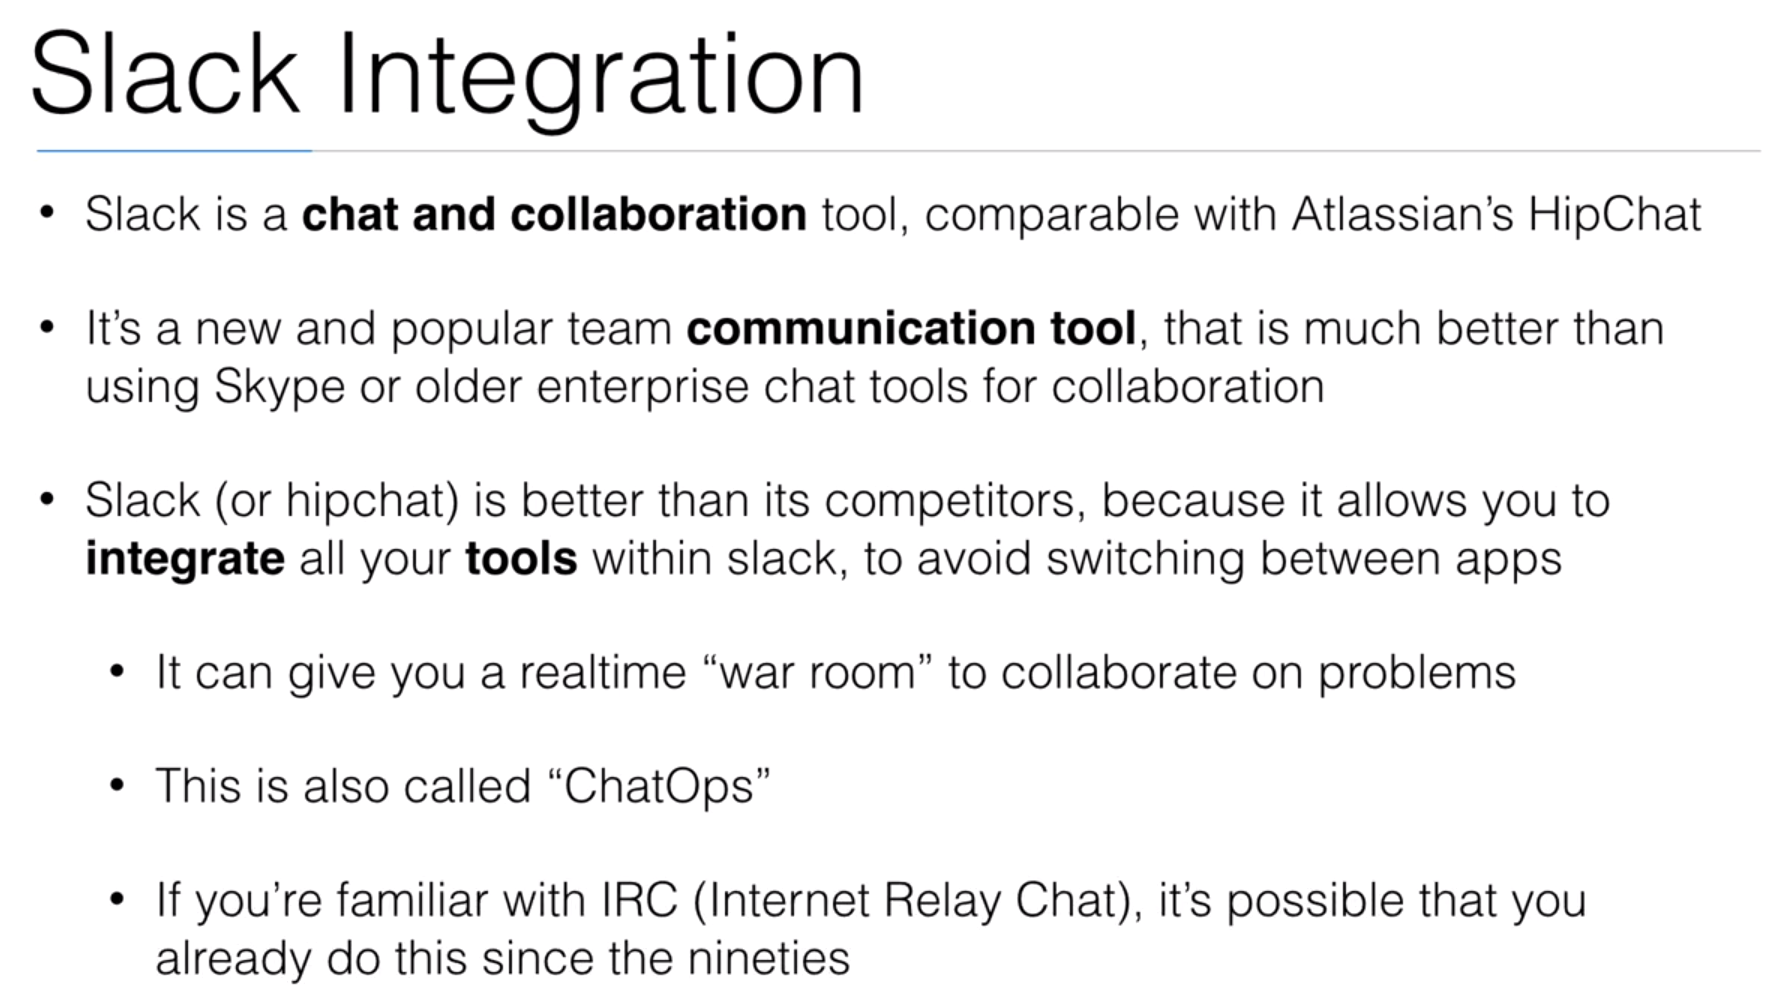 Slack Integration
• Slack is a chat and collaboration tool, comparable with Atlassian’s HipChat
• It’s a new and popular team communication tool, that is much better than
using Skype or older enterprise chat tools for collaboration
• Slack (or hipchat) is better than its competitors, because it allows you to
integrate all your tools within slack, to avoid switching between apps
• It can give you a realtime “war room” to collaborate on problems
• This is also called “ChatOps”
• If you’re familiar with IRC (Internet Relay Chat), it’s possible that you
already do this since the nineties